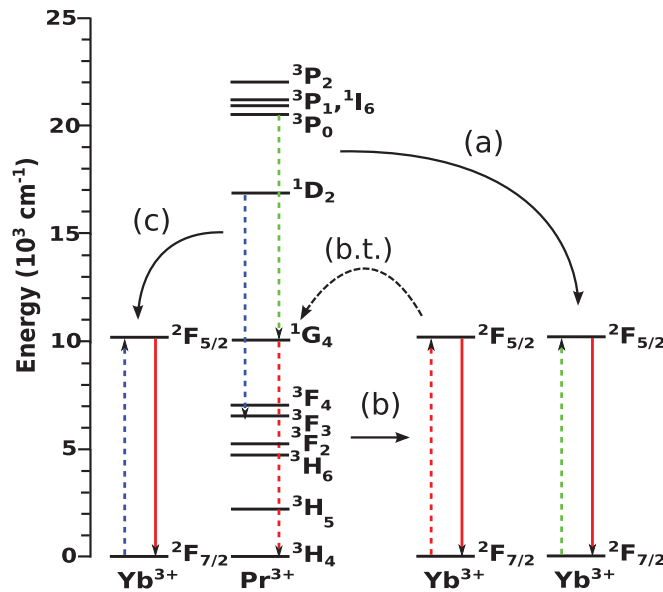 Energy (10³ cm⁻¹)
25
20
15
10
5
0
³P₂
³P₁,¹I₆
³P₀
¹D₂
¹G₄
³F₄
³F₃
³F₂
³H₆
³H₅
³H₄
(a)
(c)
(b.t.)
(b)
²F₅/₂
²F₅/₂
²F₅/₂
²F₇/₂
²F₇/₂
²F₇/₂
Yb³⁺
Pr³⁺
Yb³⁺
Yb³⁺